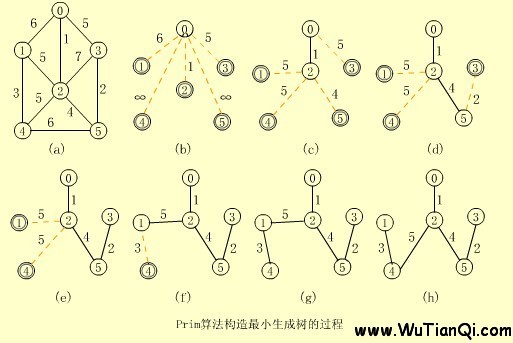 0 0 0 0
6 5 6 5 5
1 1 1 1
1 3 1 3 1 5 3 1 5 3
5 7 1 2 2 2
3 2 5 2 ∞ ∞ 5 4 5 4 2
4
4 6 5 4 5 4 5 4 5
(a) (b) (c) (d)
0 0 0 0
1 1 1 1
1 5 2 3 1 5 2 3 1 5 2 3 1 2 3
5 4 2 3 4 2 3 4 2 3 4 4 2
4 5 4 5 4 5 4 5
(e) (f) (g) (h)
Prim算法构造最小生成树的过程
www.WuTianQi.com